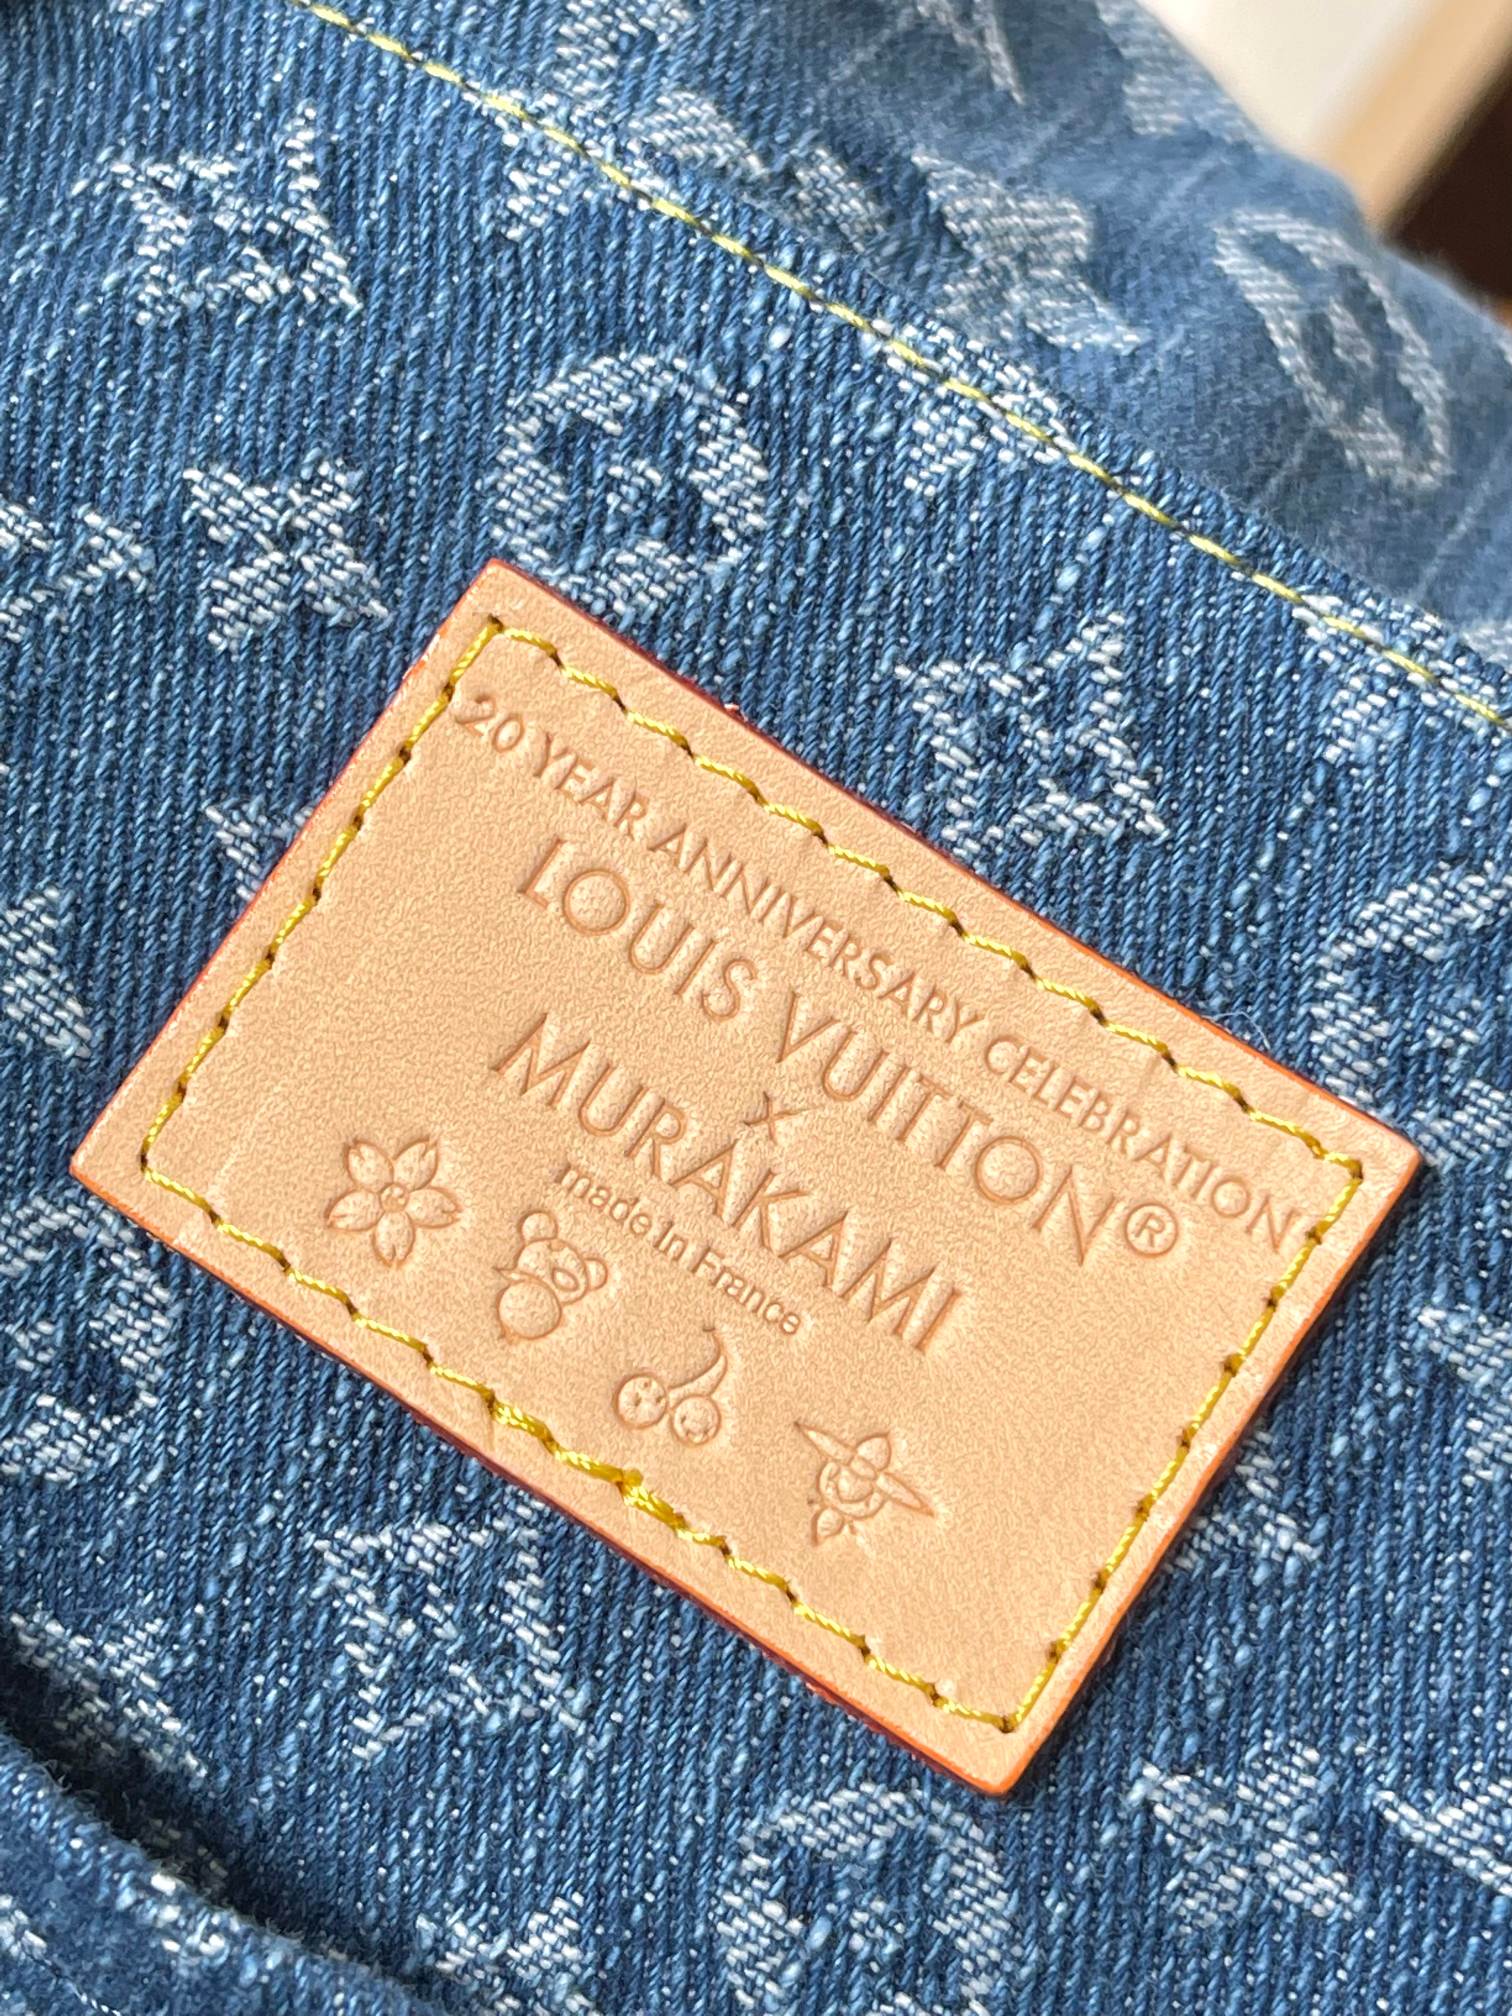 20 YEAR ANNIVERSARY CELEBRATION
LOUIS VUITTON®
X
MURAKAMI
made in France